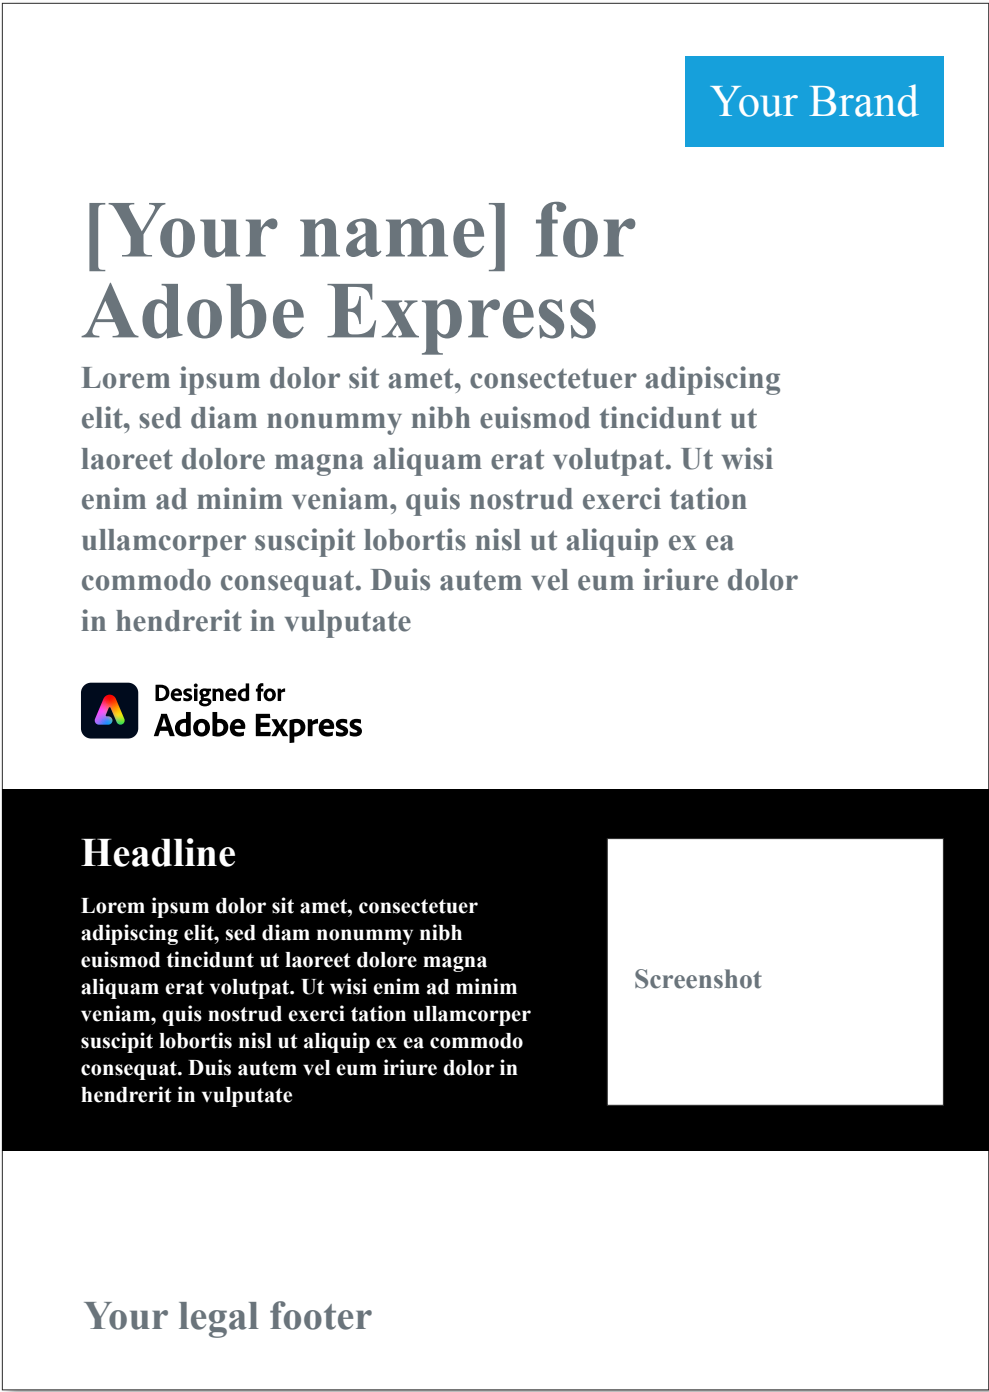 Your Brand
[Your name] for
Adobe Express
Lorem ipsum dolor sit amet, consectetuer adipiscing
elit, sed diam nonummy nibh euismod tincidunt ut
laoreet dolore magna aliquam erat volutpat. Ut wisi
enim ad minim veniam, quis nostrud exerci tation
ullamcorper suscipit lobortis nisl ut aliquip ex ea
commodo consequat. Duis autem vel eum iriure dolor
in hendrerit in vulputate
Designed for
Adobe Express
Headline
Lorem ipsum dolor sit amet, consectetuer
adipiscing elit, sed diam nonummy nibh
euismod tincidunt ut laoreet dolore magna
aliquam erat volutpat. Ut wisi enim ad minim
veniam, quis nostrud exerci tation ullamcorper
suscipit lobortis nisl ut aliquip ex ea commodo
consequat. Duis autem vel eum iriure dolor in
hendrerit in vulputate
Screenshot
Your legal footer